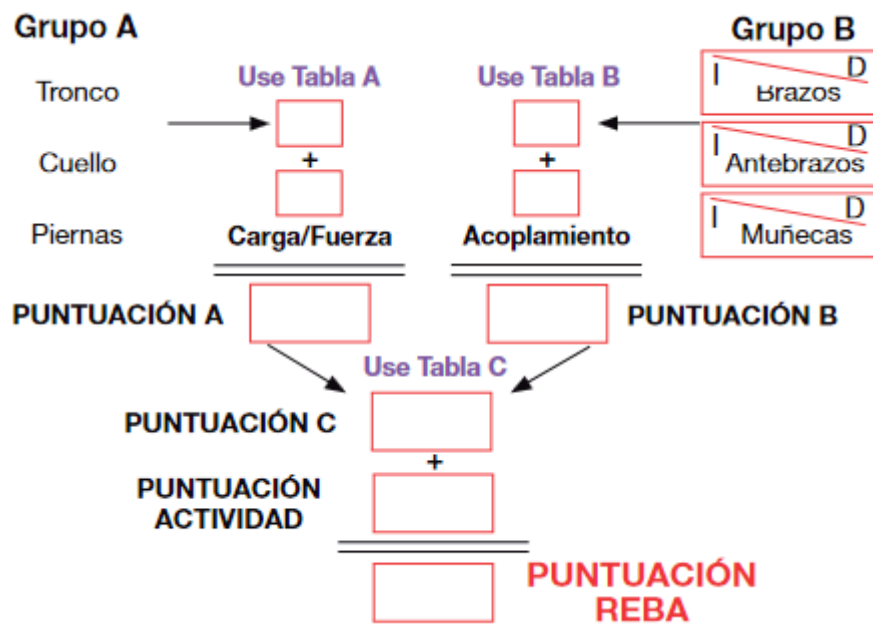 Grupo A
Grupo B
Use Tabla A
Use Tabla B
I D
Brazos
Tronco
+
+
I D
Antebrazos
Cuello
I D
Muñecas
Piernas
Carga/Fuerza
Acoplamiento
PUNTUACIÓN A
PUNTUACIÓN B
Use Tabla C
PUNTUACIÓN C
+
PUNTUACIÓN
ACTIVIDAD
PUNTUACIÓN
REBA